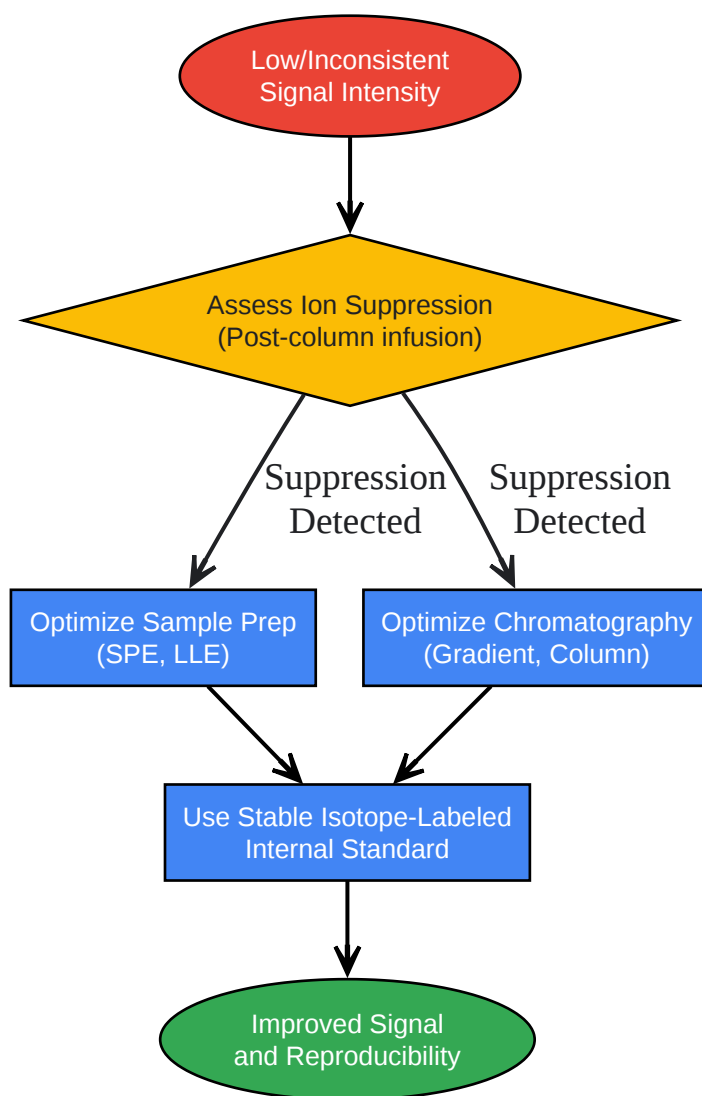 Low/Inconsistent
Signal Intensity
Assess Ion Suppression
(Post-column infusion)
Suppression
Detected
Suppression
Detected
Optimize Sample Prep
(SPE, LLE)
Optimize Chromatography
(Gradient, Column)
Use Stable Isotope-Labeled
Internal Standard
Improved Signal
and Reproducibility